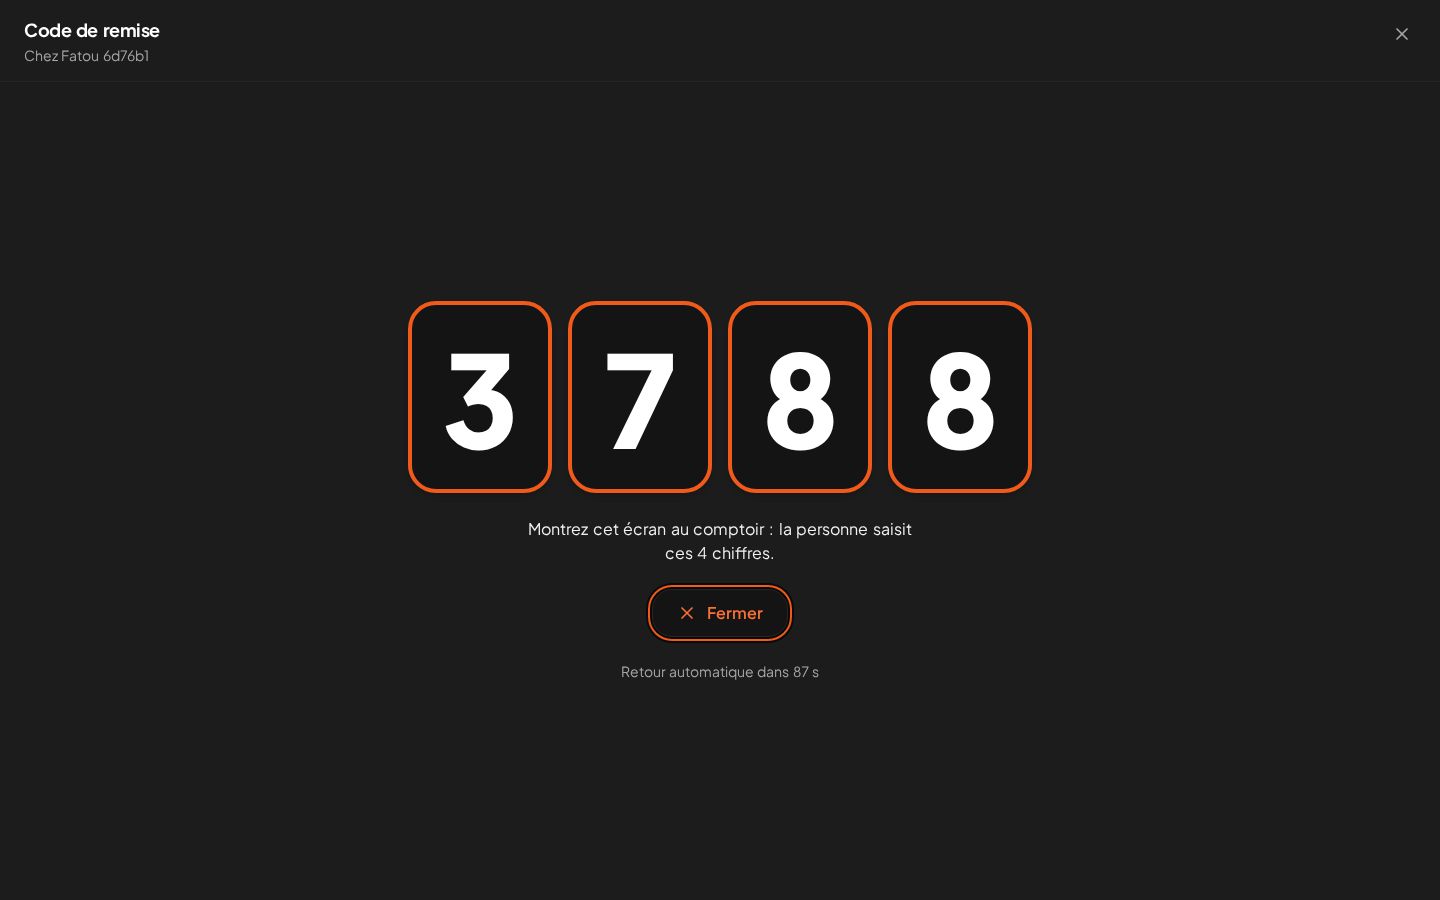 Code de remise
Chez Fatou 6d76b1
3 7 8 8
Montrez cet écran au comptoir : la personne saisit
ces 4 chiffres.
Fermer
Retour automatique dans 87 s